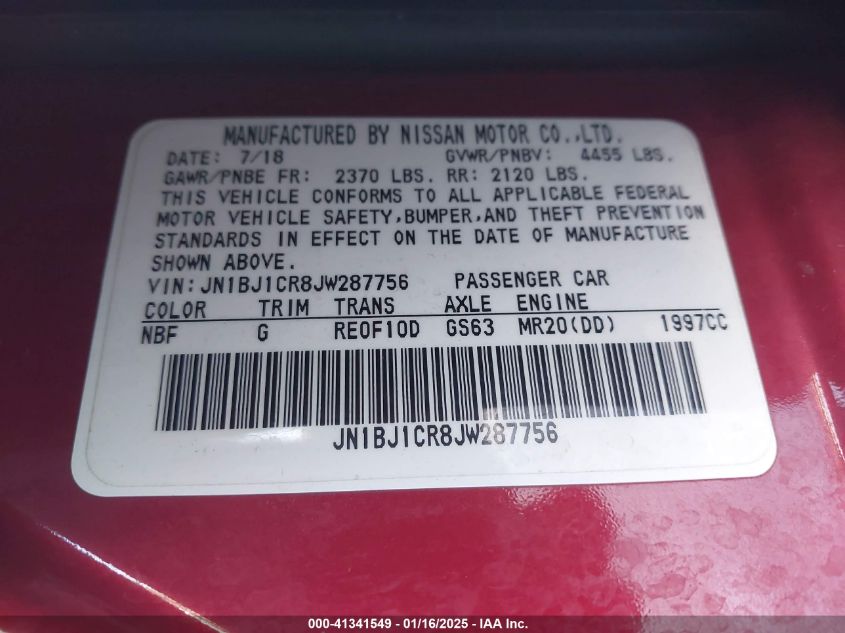 MANUFACTURED BY NISSAN MOTOR CO.,LTD.
DATE: 7/18 GVWR/PNBV: 4455 LBS.
GAWR/PNBE FR: 2370 LBS. RR: 2120 LBS.
THIS VEHICLE CONFORMS TO ALL APPLICABLE FEDERAL
MOTOR VEHICLE SAFETY,BUMPER,AND THEFT PREVENTION
STANDARDS IN EFFECT ON THE DATE OF MANUFACTURE
SHOWN ABOVE.
VIN:JN1BJ1CR8JW287756 PASSENGER CAR
COLOR TRIM TRANS AXLE ENGINE
NBF G RE0F10D GS63 MR20(DD) 1997CC
JN1BJ1CR8JW287756
000-41341549 - 01/16/2025 - IAA Inc.